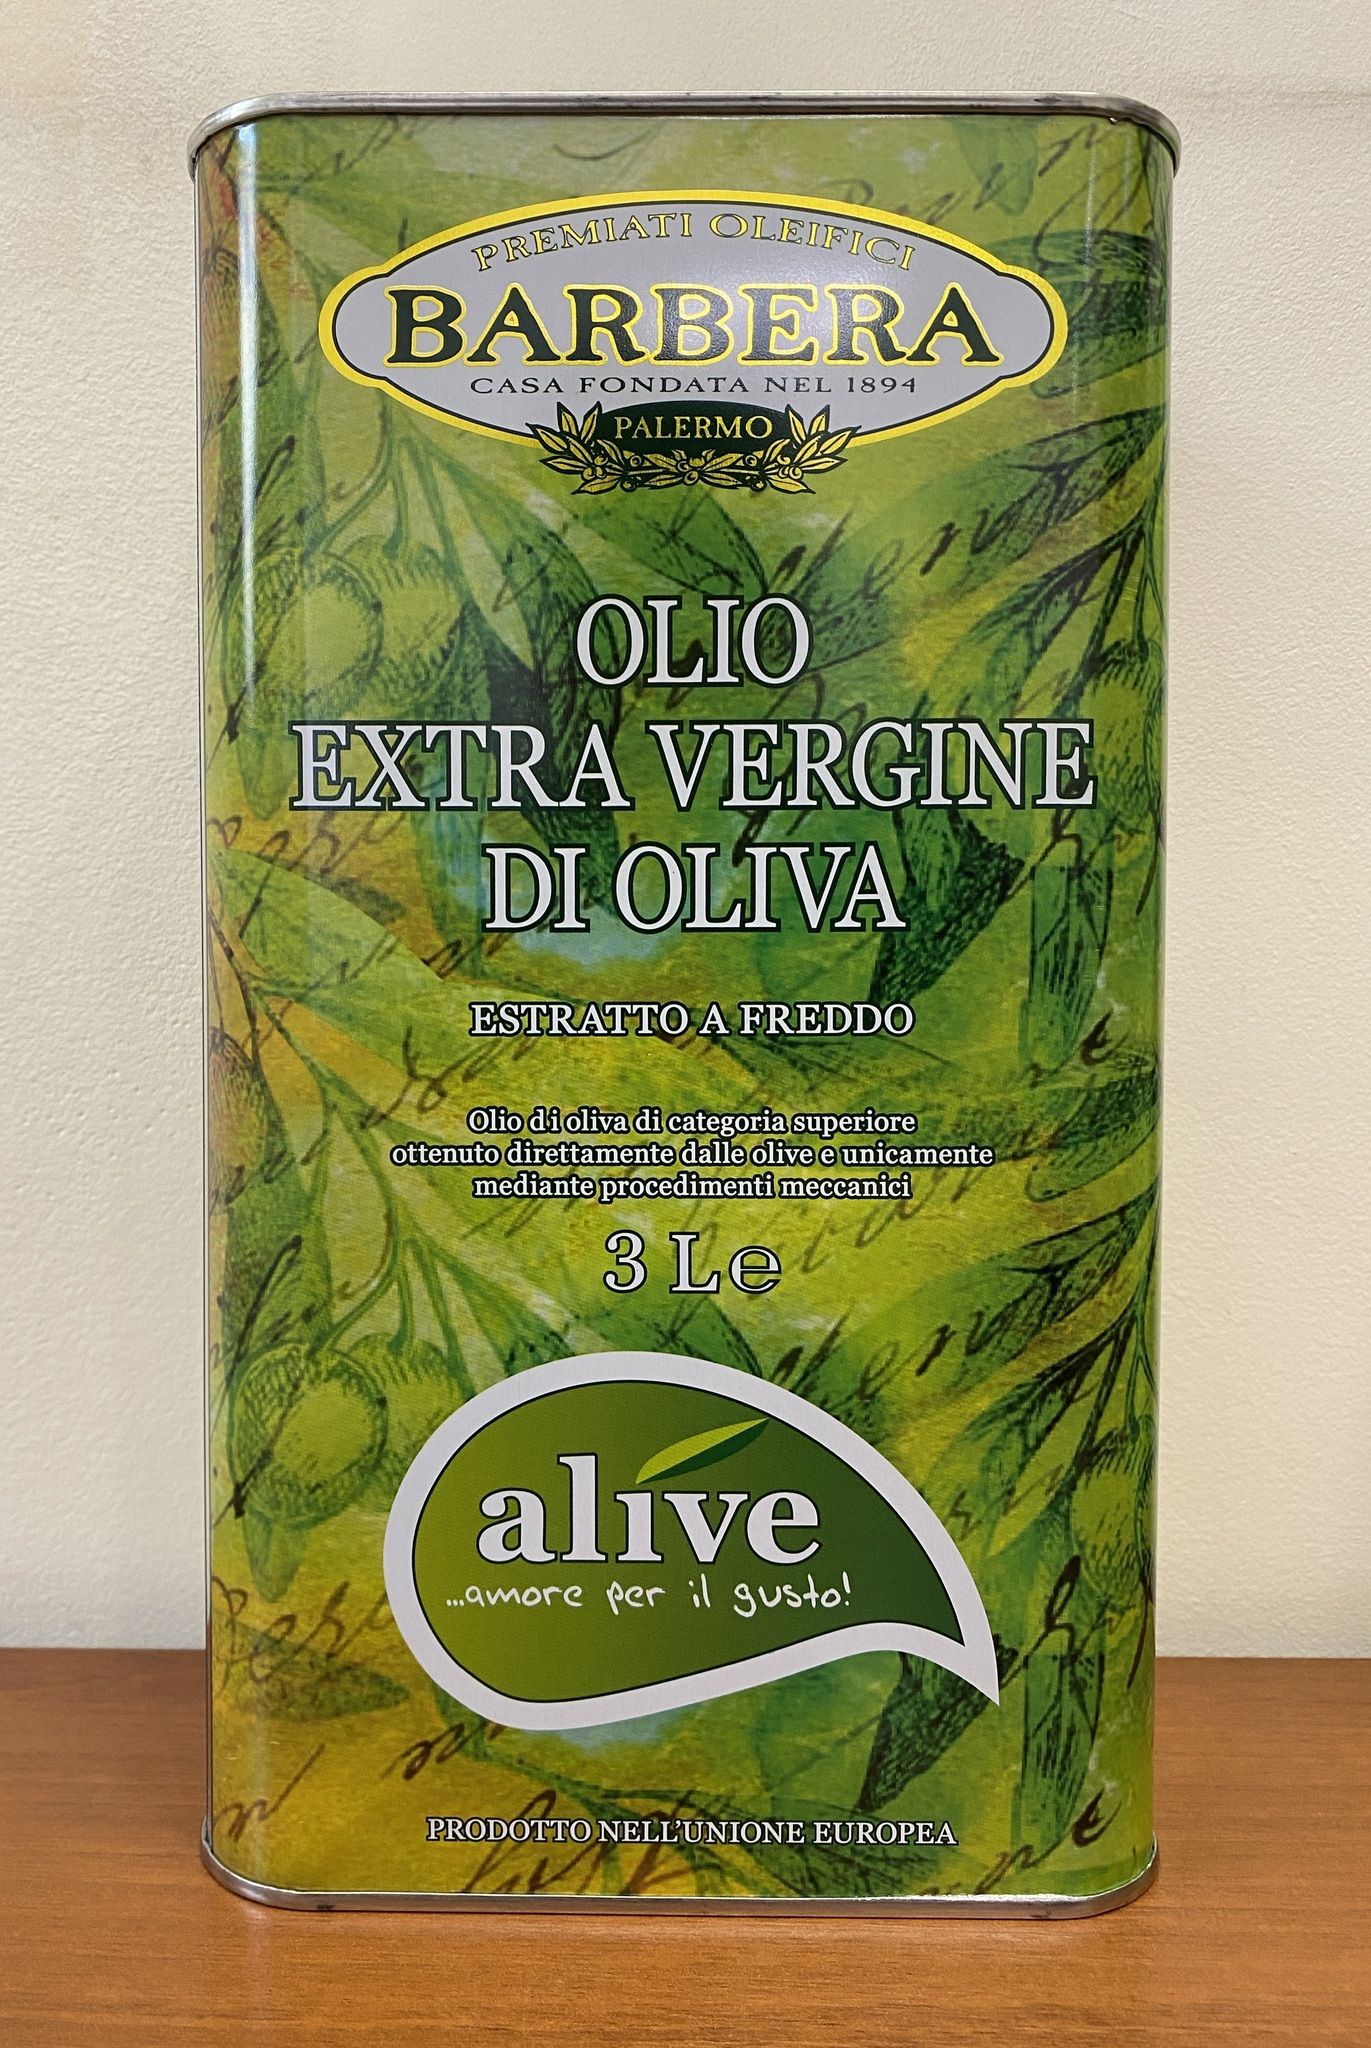 PREMIATI OLEIFICI
BARBERA
CASA FONDATA NEL 1894
PALERMO
OLIO
EXTRA VERGINE
DI OLIVA
ESTRATTO A FREDDO
Olio di oliva di categoria superiore
ottenuto direttamente dalle olive e unicamente
mediante procedimenti meccanici
3 L ℮
alive
...amore per il gusto!
PRODOTTO NELL'UNIONE EUROPEA